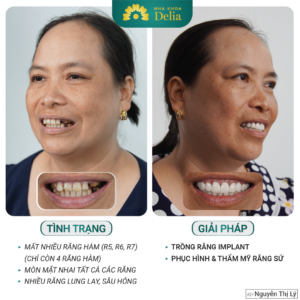 NHA KHOA
Delia
TÌNH TRẠNG
MẤT NHIỀU RĂNG HÀM (R5, R6, R7)
(CHỈ CÒN 4 RĂNG HÀM)
MÒN MẶT NHAI TẤT CẢ CÁC RĂNG
NHIỀU RĂNG LUNG LAY, SÂU HỎNG
GIẢI PHÁP
TRỒNG RĂNG IMPLANT
PHỤC HÌNH & THẨM MỸ RĂNG SỨ
KH Nguyễn Thị Lý